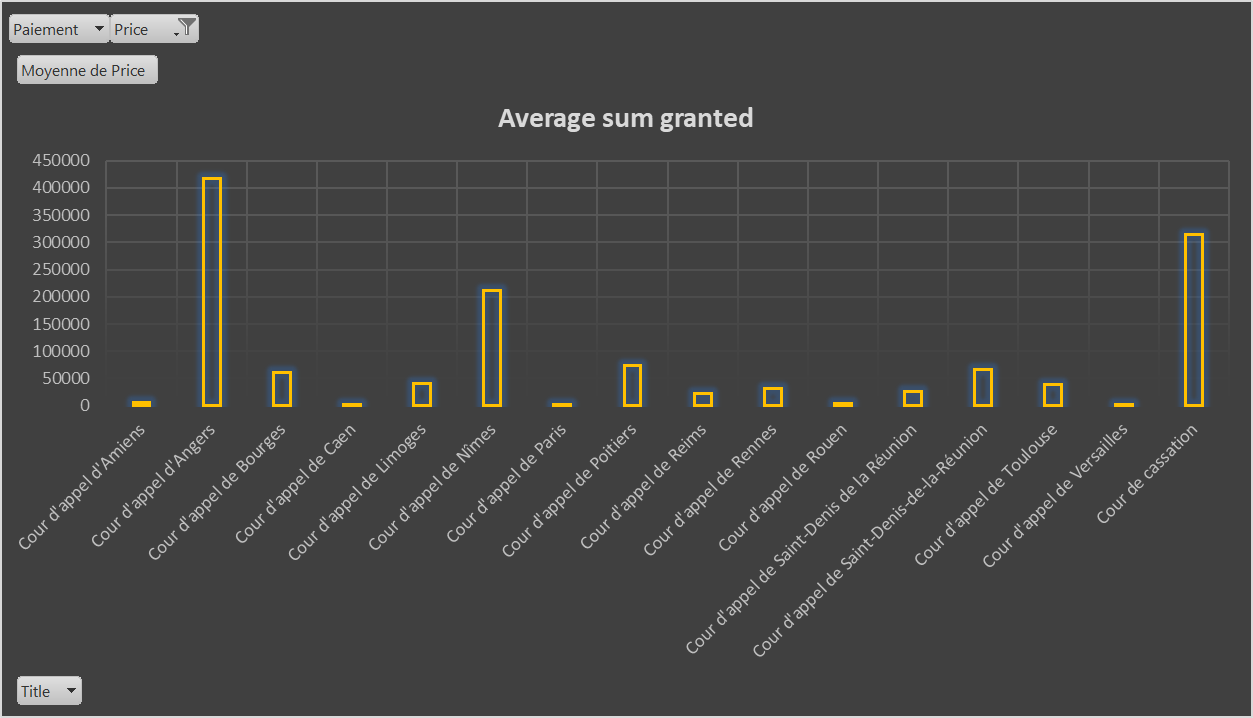 Paiement Price
Moyenne de Price
Average sum granted
450000
400000
350000
300000
250000
200000
150000
100000
50000
0
Cour d'appel d'Amiens
Cour d'appel d'Angers
Cour d'appel de Bourges
Cour d'appel de Caen
Cour d'appel de Limoges
Cour d'appel de Nîmes
Cour d'appel de Paris
Cour d'appel de Poitiers
Cour d'appel de Reims
Cour d'appel de Rennes
Cour d'appel de Rouen
Cour d'appel de Saint-Denis de la Réunion
Cour d'appel de Saint-Denis-de-la-Réunion
Cour d'appel de Toulouse
Cour d'appel de Versailles
Cour de cassation
Title